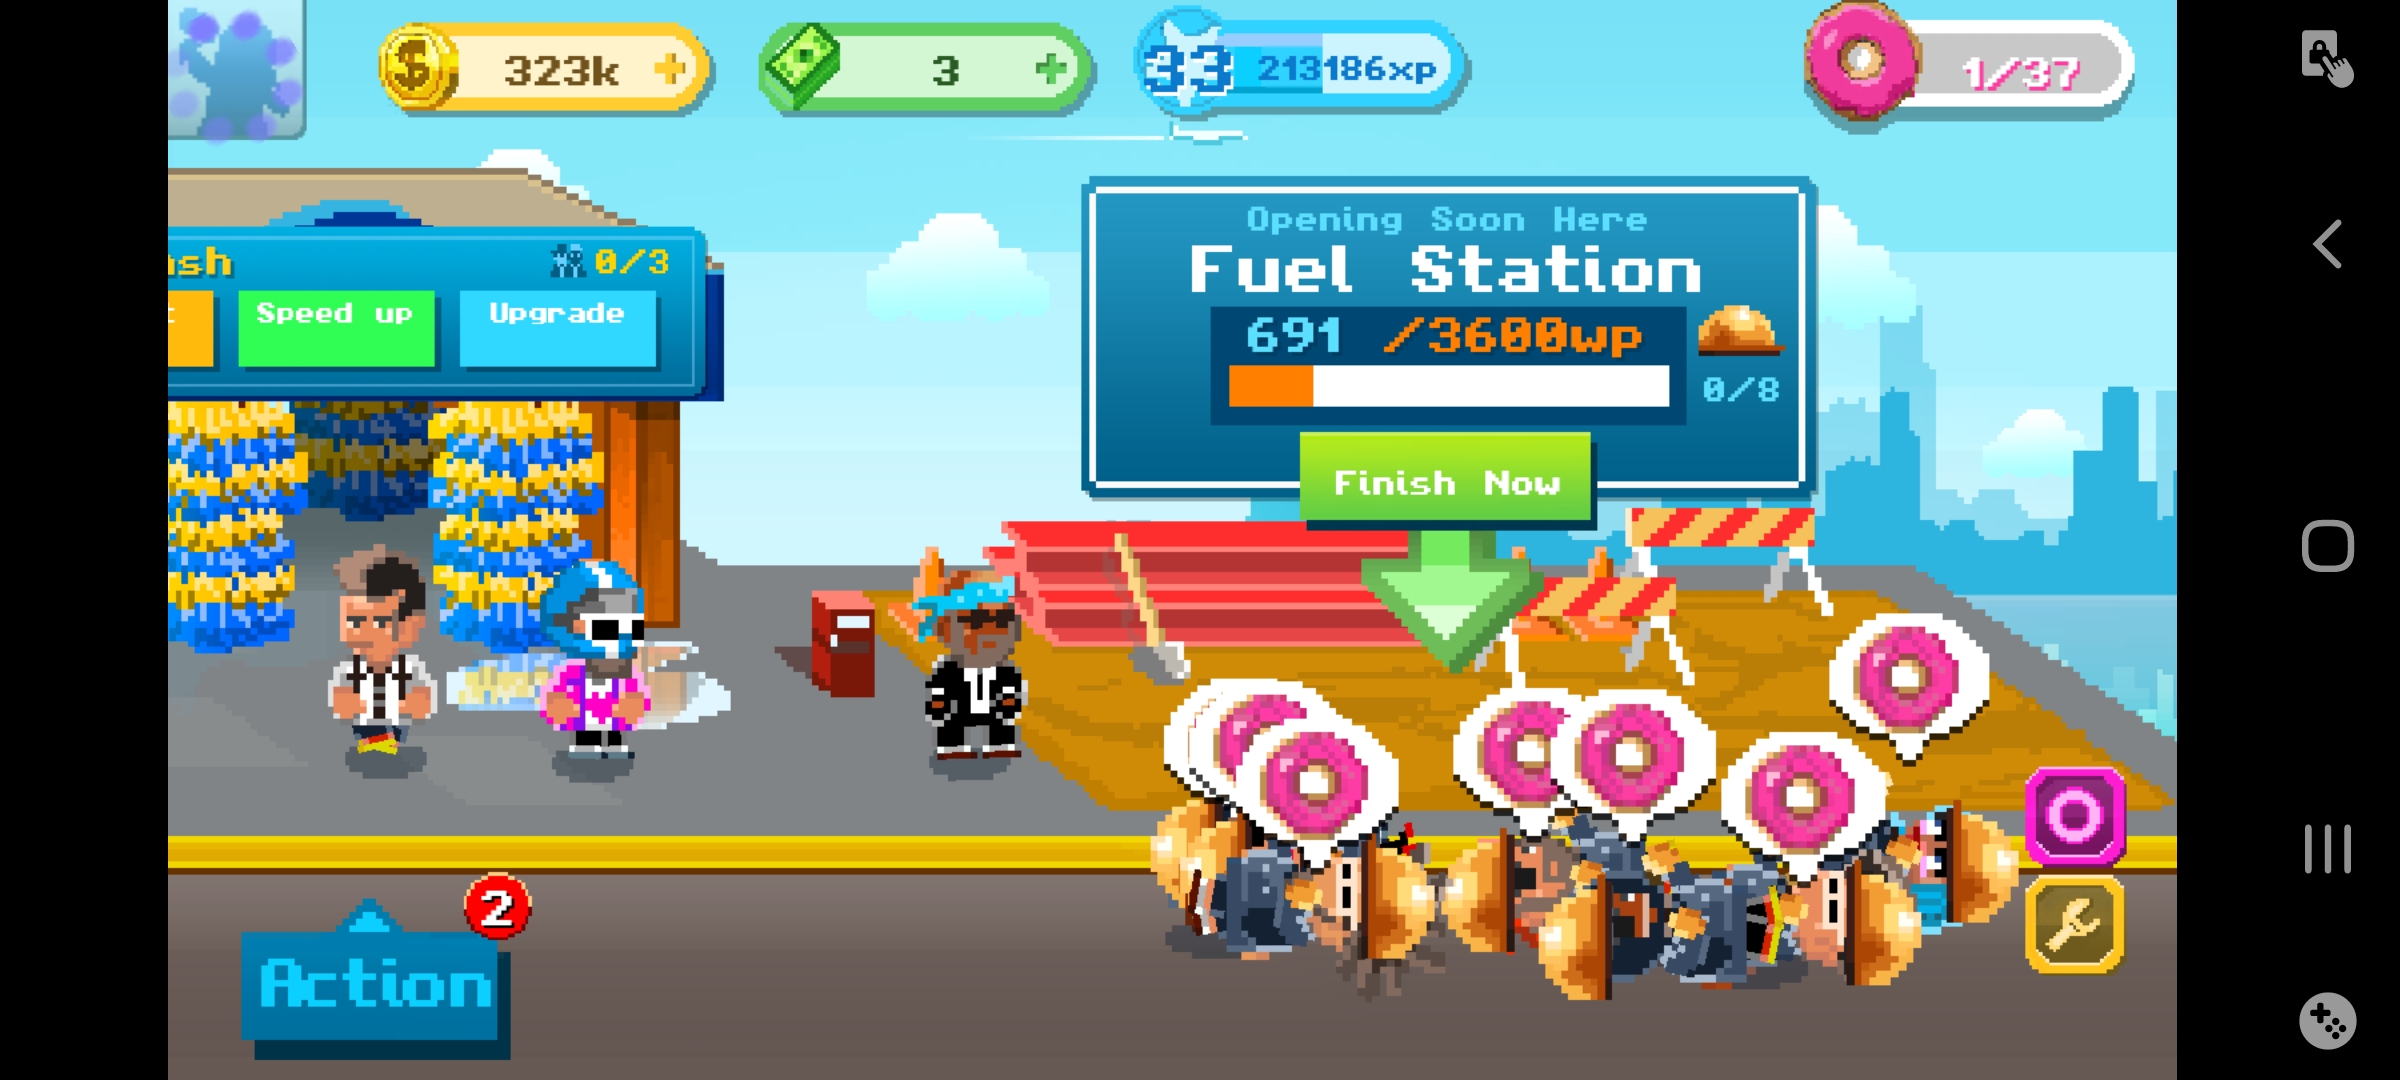 323k
3
33
213186xp
1/37
0/3
Speed up
Upgrade
Opening Soon Here
Fuel Station
691 /3600wp
0/8
Finish Now
2
Action